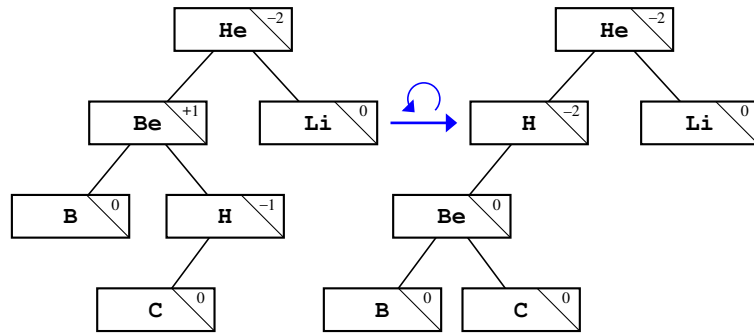 He −2 He −2
Be +1 Li 0 H −2 Li 0
B 0 H −1 Be 0
C 0 B 0 C 0